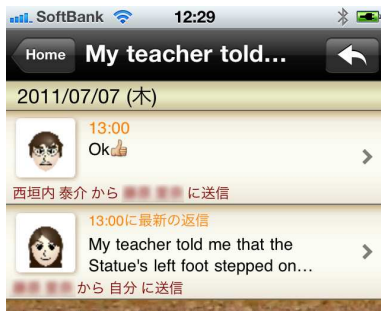 SoftBank 12:29
Home My teacher told...
2011/07/07 (木)
13:00
Ok👍
西垣内 泰介 から に送信
13:00に最新の返信
My teacher told me that the
Statue's left foot stepped on...
から 自分 に送信